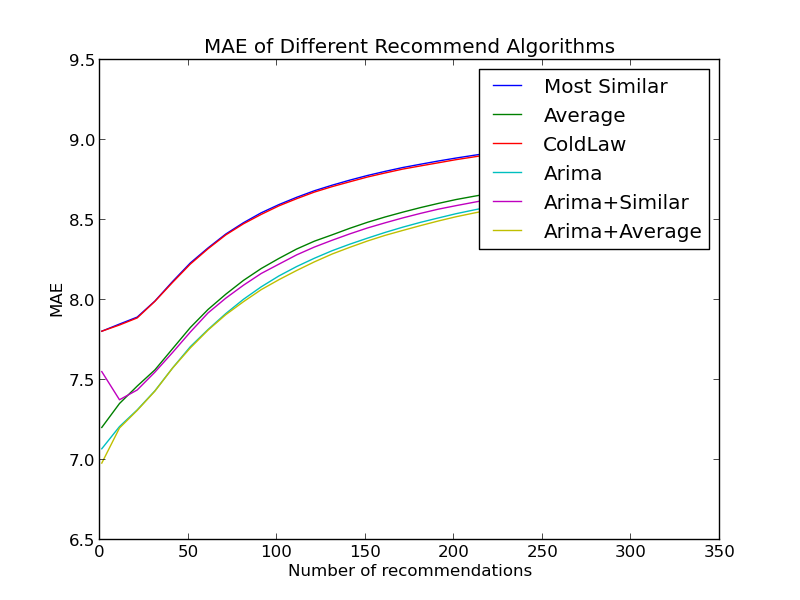 MAE of Different Recommend Algorithms
9.5
9.0
8.5
8.0
7.5
7.0
6.5
MAE
Most Similar
Average
ColdLaw
Arima
Arima+Similar
Arima+Average
0 50 100 150 200 250 300 350
Number of recommendations